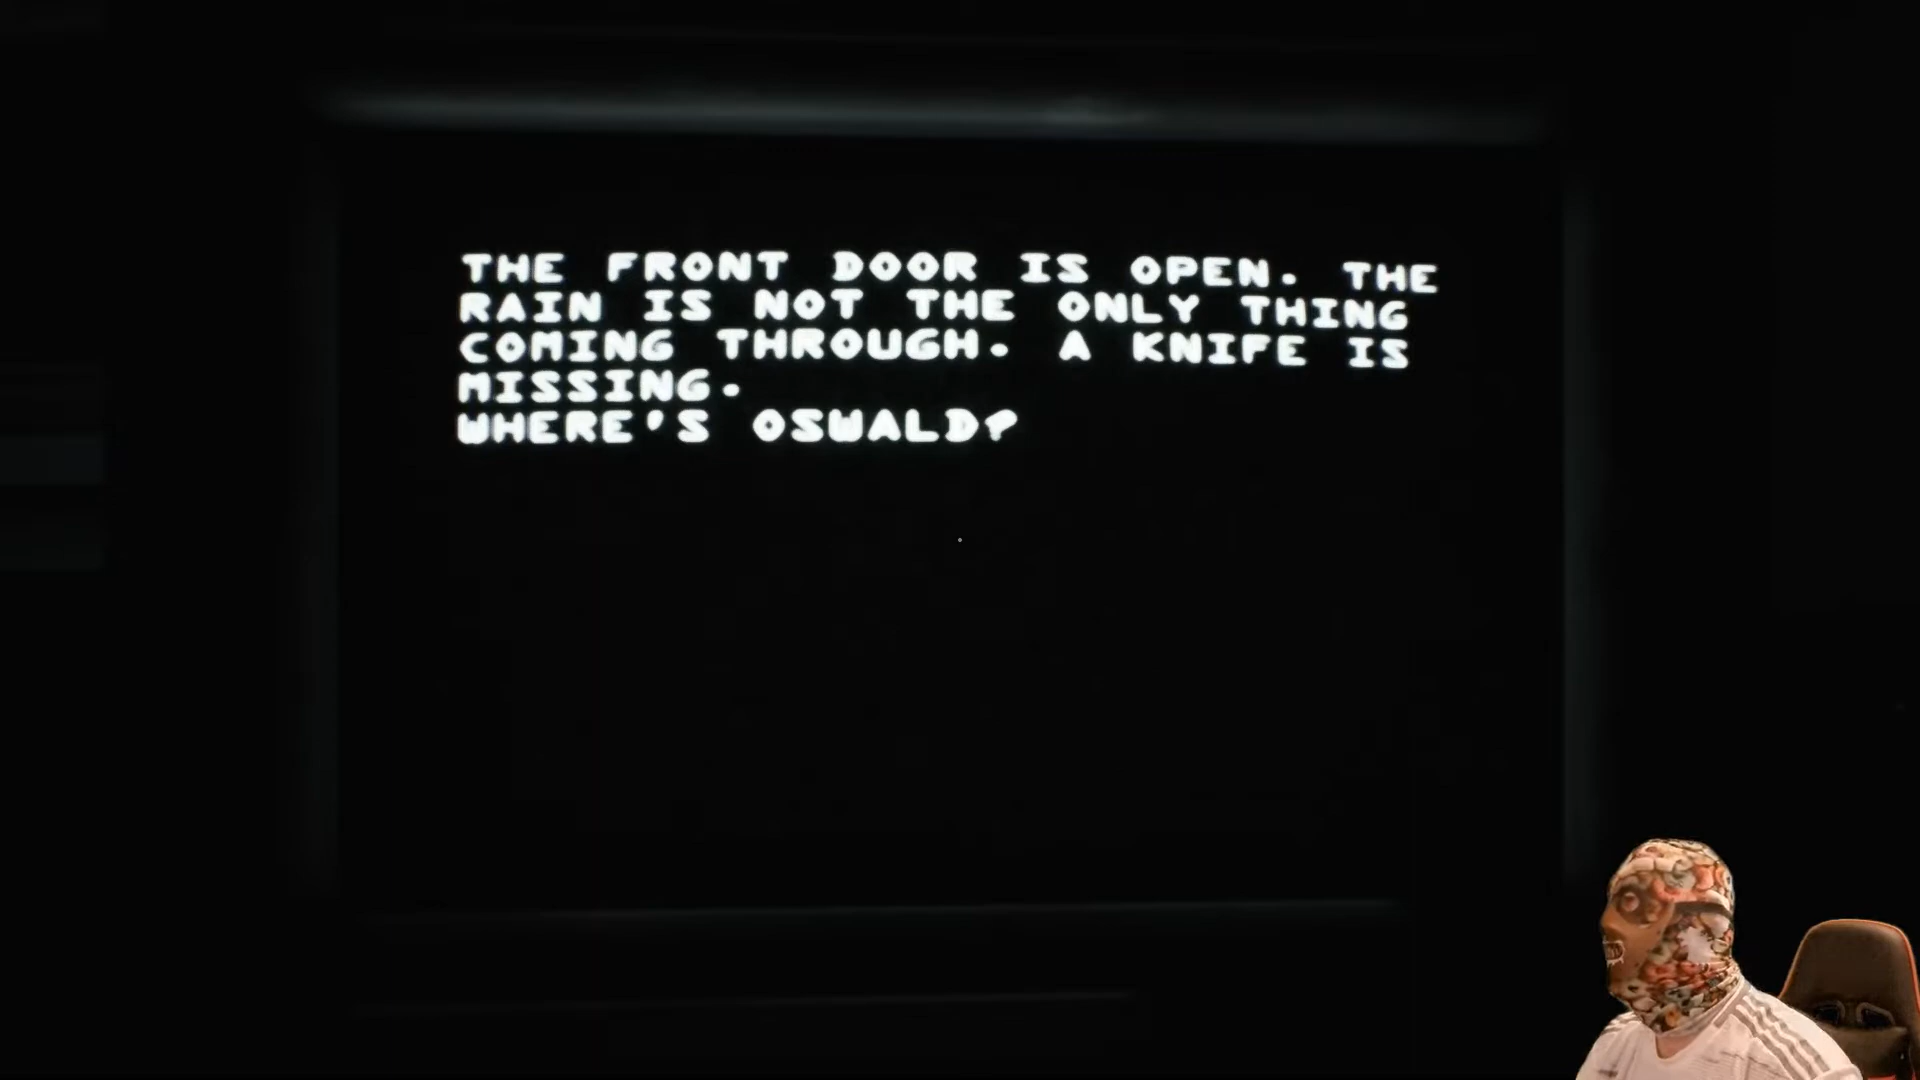 THE FRONT DOOR IS OPEN. THE
RAIN IS NOT THE ONLY THING
COMING THROUGH. A KNIFE IS
MISSING.
WHERE'S OSWALD?